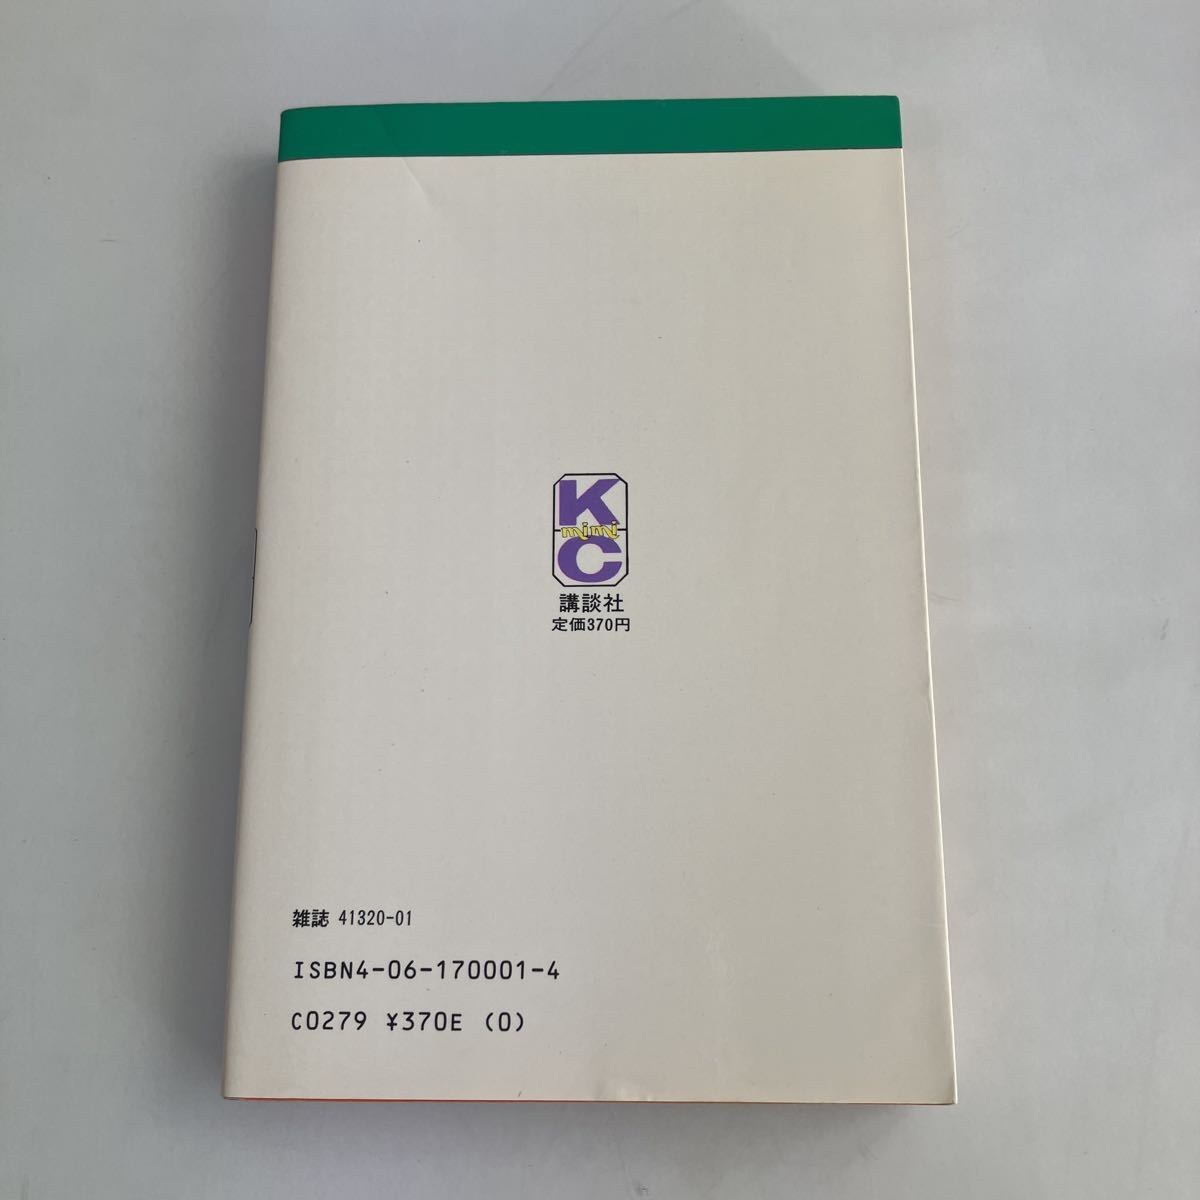 K
mimi
C
講談社
定価370円
雑誌 41320-01
ISBN4-06-170001-4
C0279 ¥370E (0)